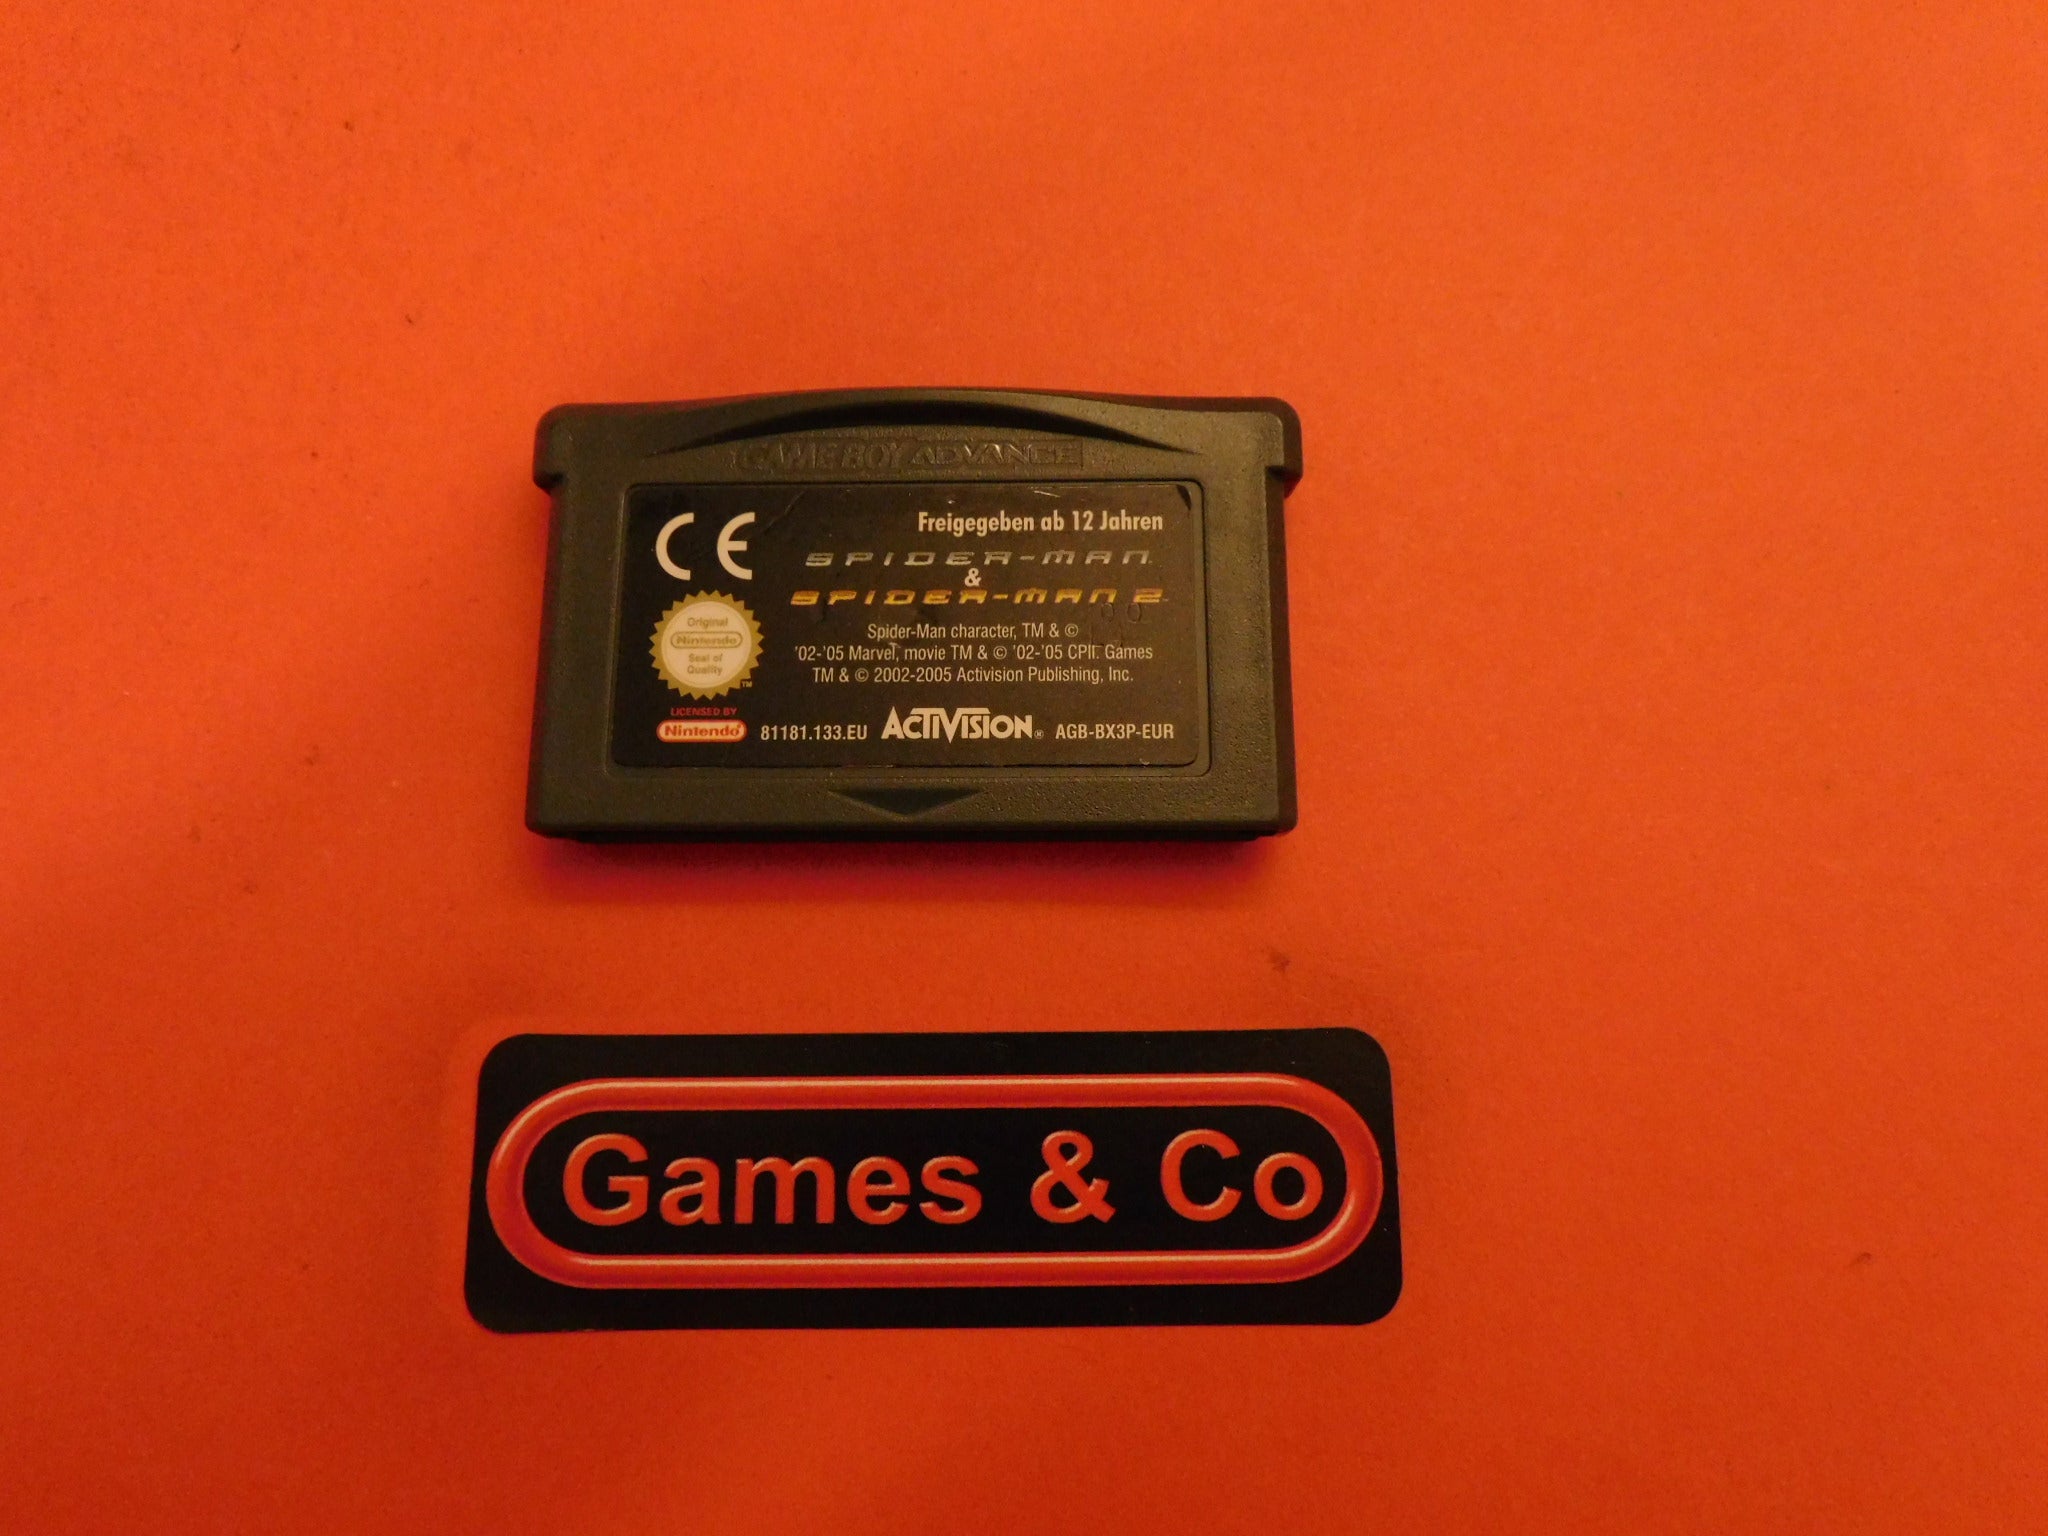 GAME BOY ADVANCE
CE
Freigegeben ab 12 Jahren
SPIDER-MAN
&
SPIDER-MAN 2
Original
Nintendo
Seal of
Quality
TM
Spider-Man character, TM & ©
'02-'05 Marvel, movie TM & © '02-'05 CPII. Games
TM & © 2002-2005 Activision Publishing, Inc.
LICENSED BY
Nintendo®
81181.133.EU ACTIVISION® AGB-BX3P-EUR
Games & Co